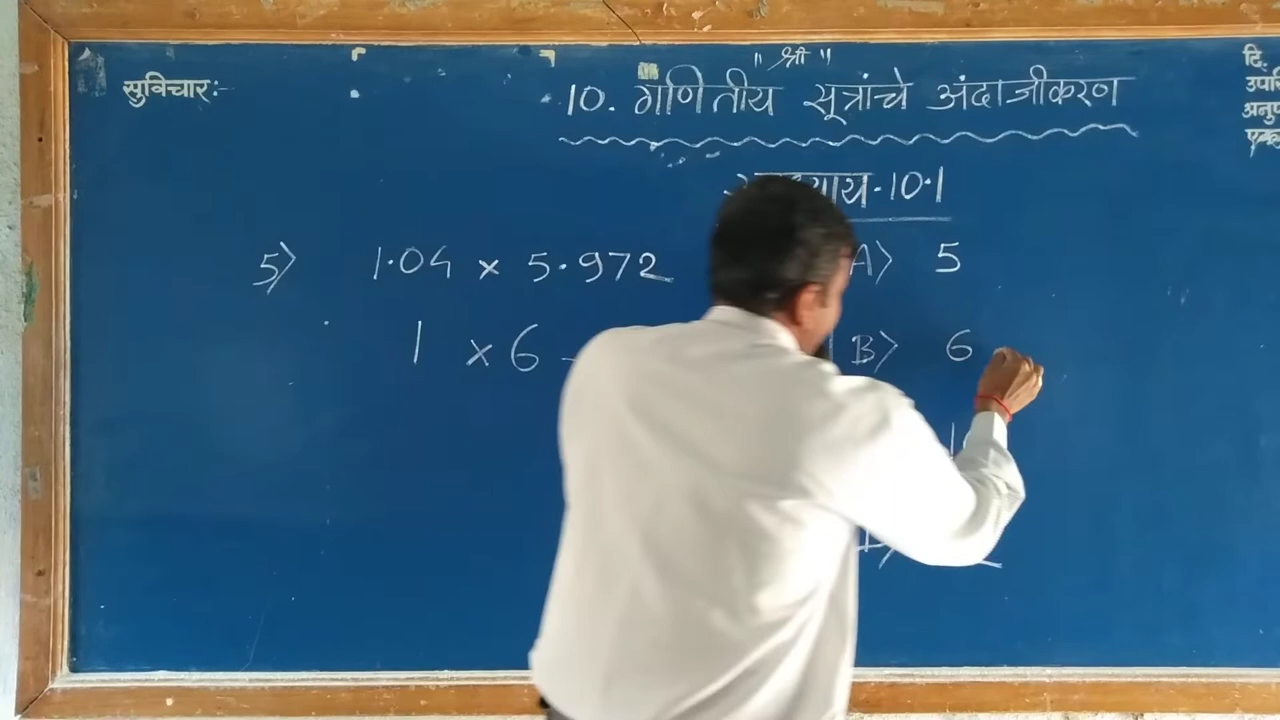 " श्री "
सुविचार:-
10. गणितीय सूत्रांचे अंदाजीकरण
दि.
10.1
5) 1.04 × 5.972
A) 5
1 × 6
B) 6